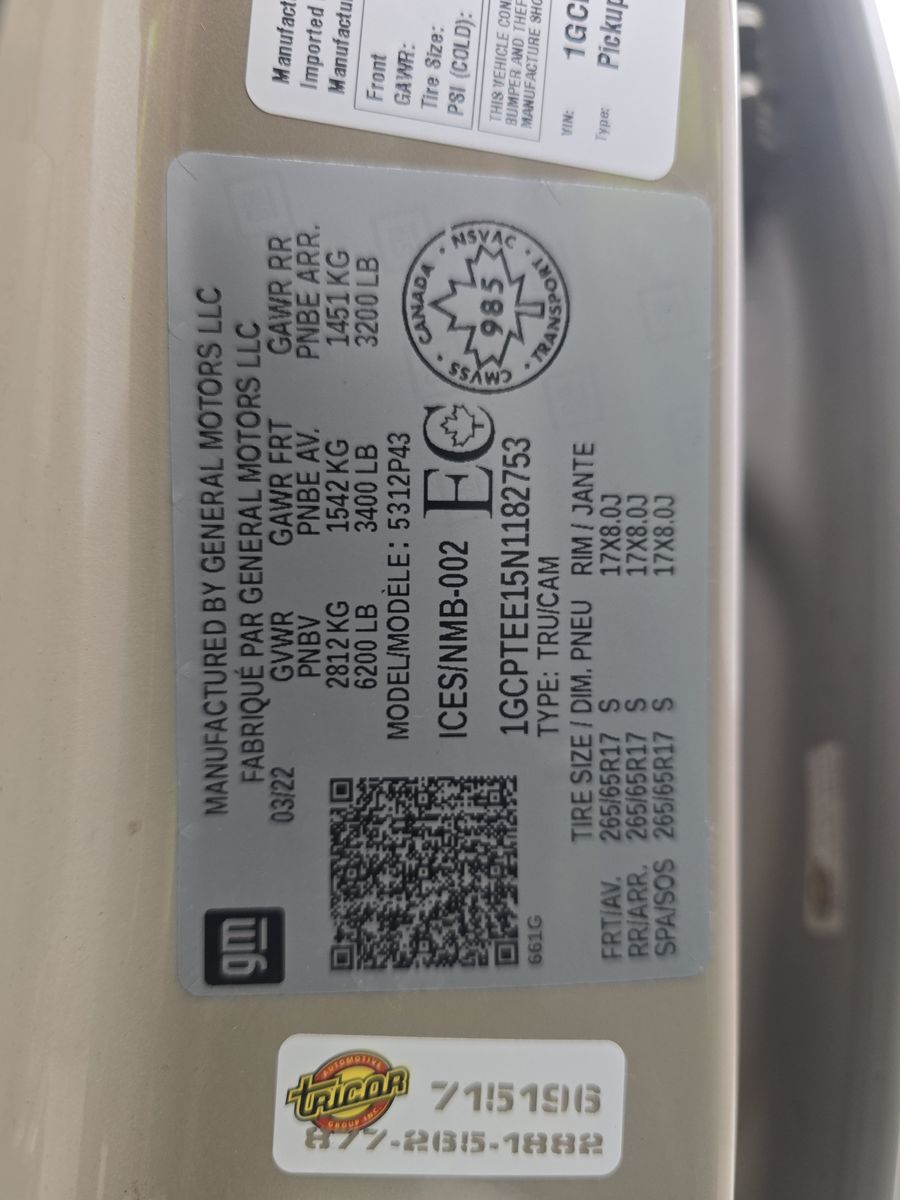 Manufact
Imported
Manufactu
Front
GAWR:
Tire Size:
PSI (COLD):
THIS VEHICLE CON
BUMPER AND THEF
MANUFACTURE SHO
VIN: 1GC
Type: Pickup
gm
MANUFACTURED BY GENERAL MOTORS LLC
FABRIQUÉ PAR GENERAL MOTORS LLC
03/22 GVWR GAWR FRT GAWR RR
PNBV PNBE AV. PNBE ARR.
2812 KG 1542 KG 1451 KG
6200 LB 3400 LB 3200 LB
MODEL/MODÈLE: 5312P43
ICES/NMB-002 EC
CANADA · NSVAC · TRANSPORT · CMVSS ·
985
1GCPTEE15N1182753
TYPE: TRU/CAM
661G
TIRE SIZE / DIM. PNEU RIM / JANTE
FRT/AV. 265/65R17 S 17X8.0J
RR/ARR. 265/65R17 S 17X8.0J
SPA/SOS 265/65R17 S 17X8.0J
AUTOMOTIVE
TRICOR
GROUP INC.
715196
877-265-1882